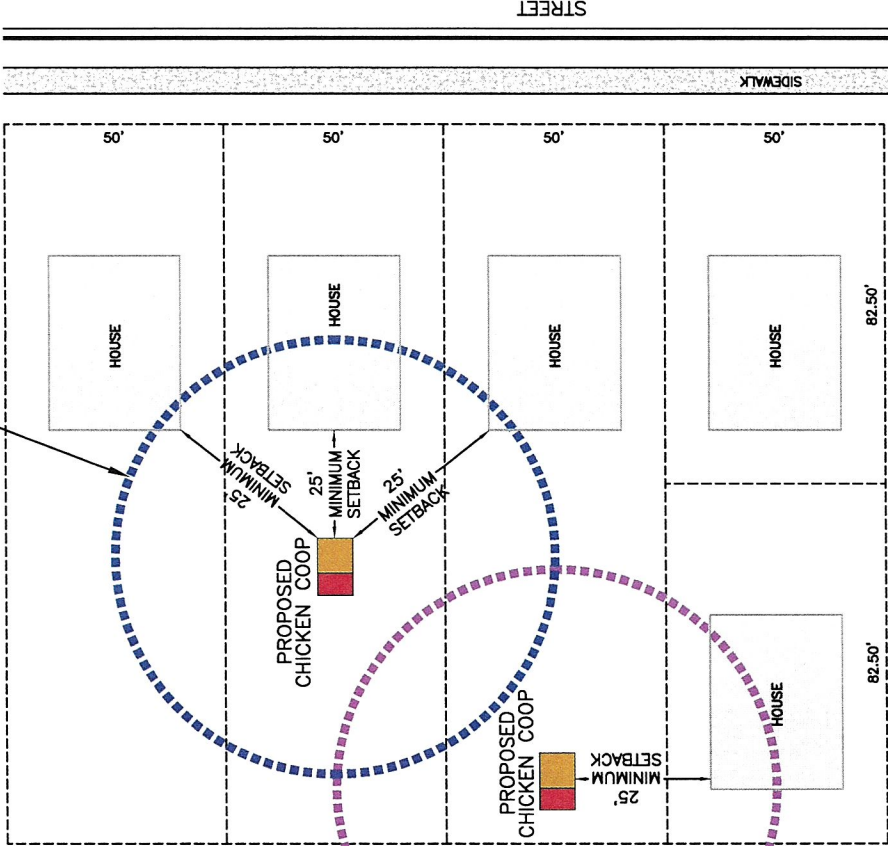 STREET
SIDEWALK
50'
50'
50'
50'
HOUSE
HOUSE
HOUSE
HOUSE
82.50'
25'
MINIMUM
SETBACK
25'
MINIMUM
SETBACK
25'
MINIMUM
SETBACK
PROPOSED
CHICKEN COOP
HOUSE
82.50'
PROPOSED
CHICKEN COOP
25'
MINIMUM
SETBACK